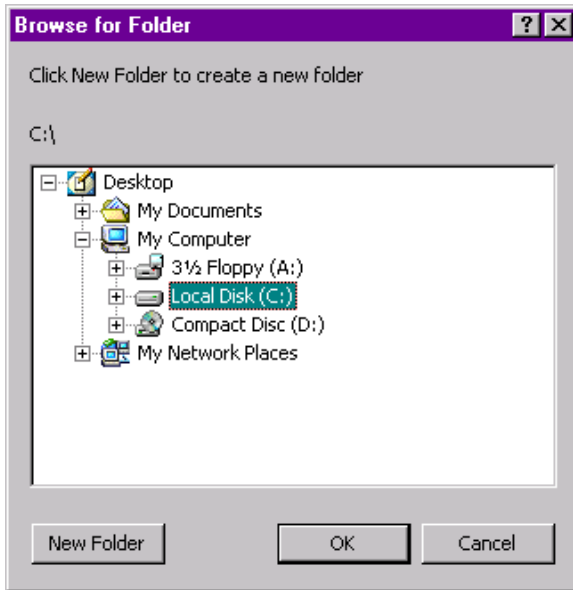 Browse for Folder
Click New Folder to create a new folder
C:\
Desktop
My Documents
My Computer
3½ Floppy (A:)
Local Disk (C:)
Compact Disc (D:)
My Network Places
New Folder OK Cancel